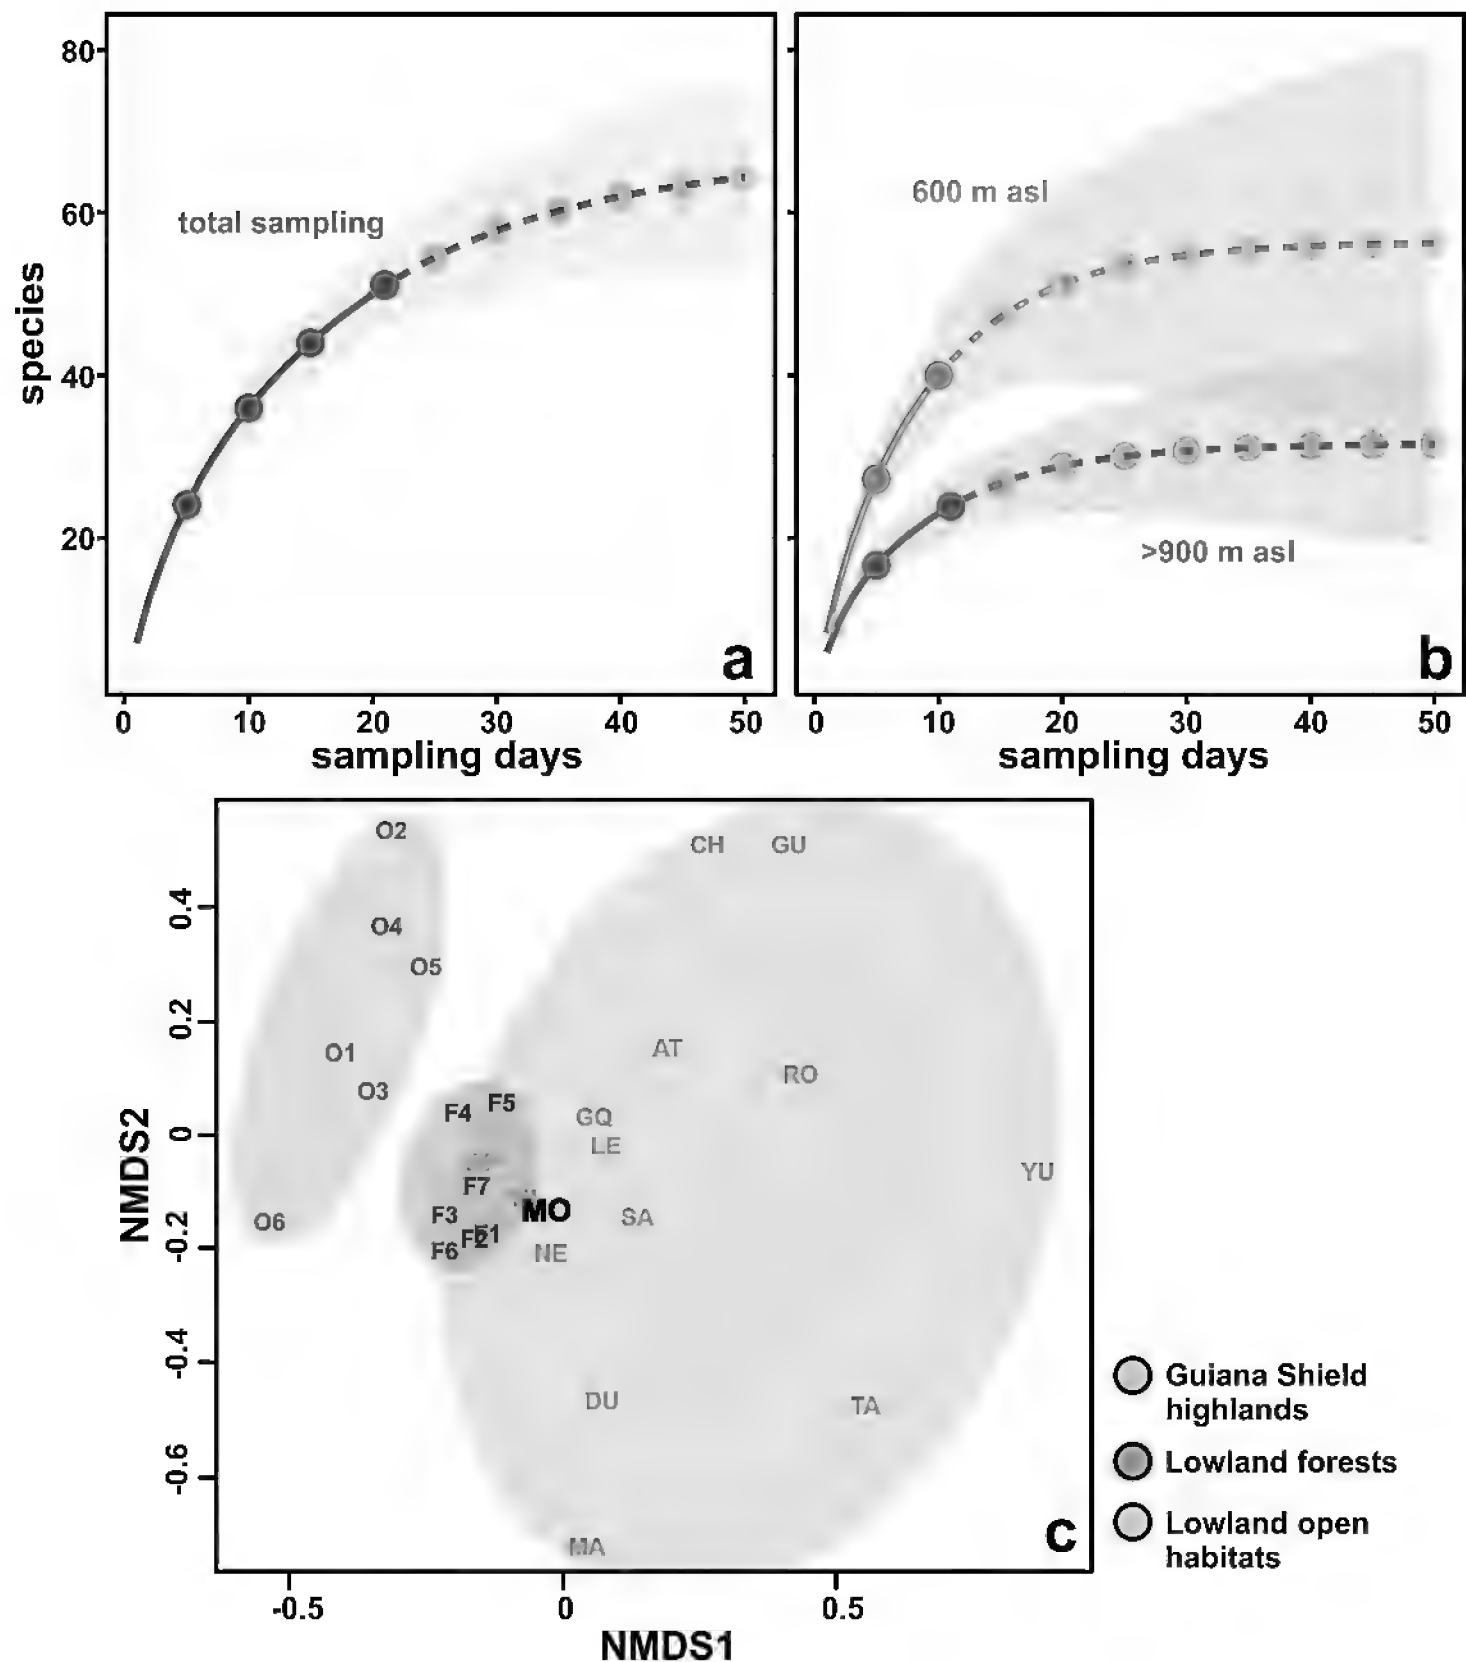 80
60
40
20
species
total sampling
a
0 10 20 30 40 50
sampling days
600 m asl
>900 m asl
b
0 10 20 30 40 50
sampling days
O2
CH GU
O4
O5
O1
O3
AT
RO
F4 F5
GQ
LE
F7
YU
MO
F3
SA
O6
F2 F1
F6
NE
DU
TA
MA
c
0.4
0.2
0
-0.2
-0.4
-0.6
NMDS2
-0.5 0 0.5
NMDS1
Guiana Shield
highlands
Lowland forests
Lowland open
habitats